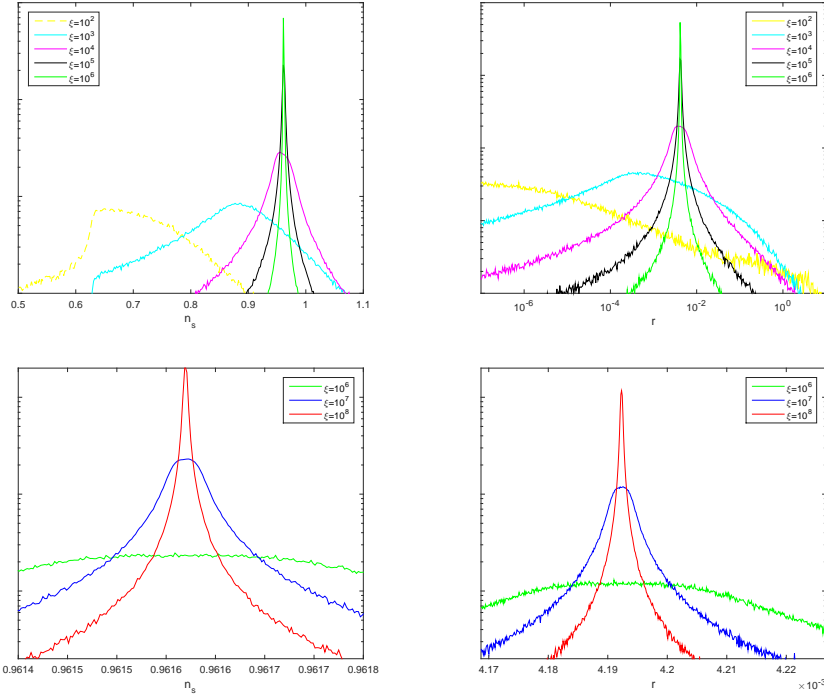 ξ=10²
ξ=10³
ξ=10⁴
ξ=10⁵
ξ=10⁶
0.5 0.6 0.7 0.8 0.9 1 1.1
n_s
ξ=10²
ξ=10³
ξ=10⁴
ξ=10⁵
ξ=10⁶
10⁻⁶ 10⁻⁴ 10⁻² 10⁰
r
ξ=10⁶
ξ=10⁷
ξ=10⁸
0.9614 0.9615 0.9615 0.9616 0.9616 0.9617 0.9617 0.9618
n_s
ξ=10⁶
ξ=10⁷
ξ=10⁸
4.17 4.18 4.19 4.2 4.21 4.22
r
×10⁻³